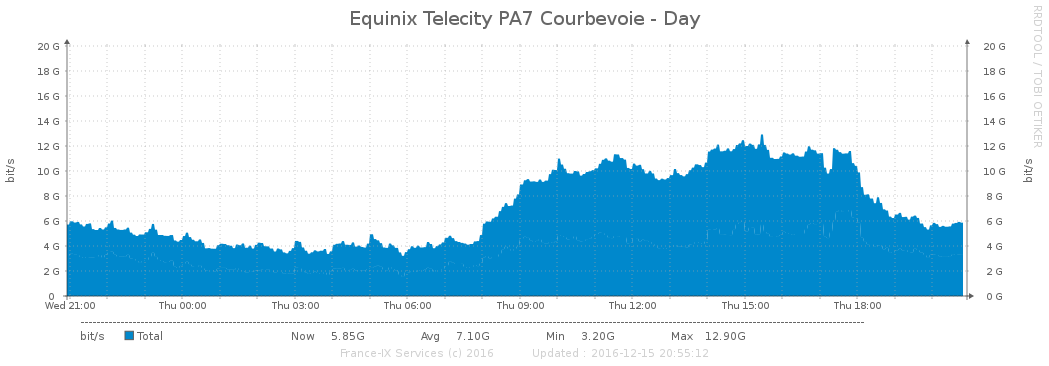 Equinix Telecity PA7 Courbevoie - Day
RRDTOOL / TOBI OETIKER
bit/s
20 G 20 G
18 G 18 G
16 G 16 G
14 G 14 G
12 G 12 G
10 G 10 G
8 G 8 G
6 G 6 G
4 G 4 G
2 G 2 G
0 0 G
bit/s
Wed 21:00 Thu 00:00 Thu 03:00 Thu 06:00 Thu 09:00 Thu 12:00 Thu 15:00 Thu 18:00
bit/s Total Now 5.85G Avg 7.10G Min 3.20G Max 12.90G
France-IX Services (c) 2016 Updated : 2016-12-15 20:55:12